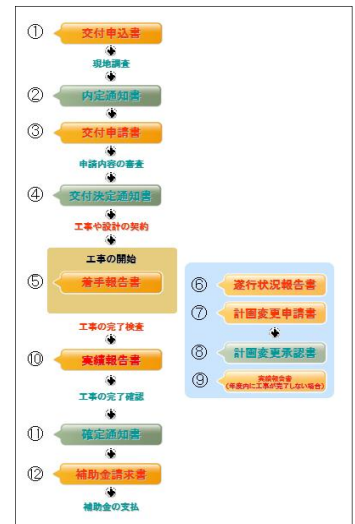 ① 交付申込書
現地調査
② 内定通知書
③ 交付申請書
申請内容の審査
④ 交付決定通知書
工事や設計の契約
工事の開始
⑤ 着手報告書
⑥ 遂行状況報告書
⑦ 計画変更申請書
⑧ 計画変更承認書
⑨ 実績報告書
(年度内に工事が完了しない場合)
工事の完了検査
⑩ 実績報告書
工事の完了確認
⑪ 確定通知書
⑫ 補助金請求書
補助金の支払